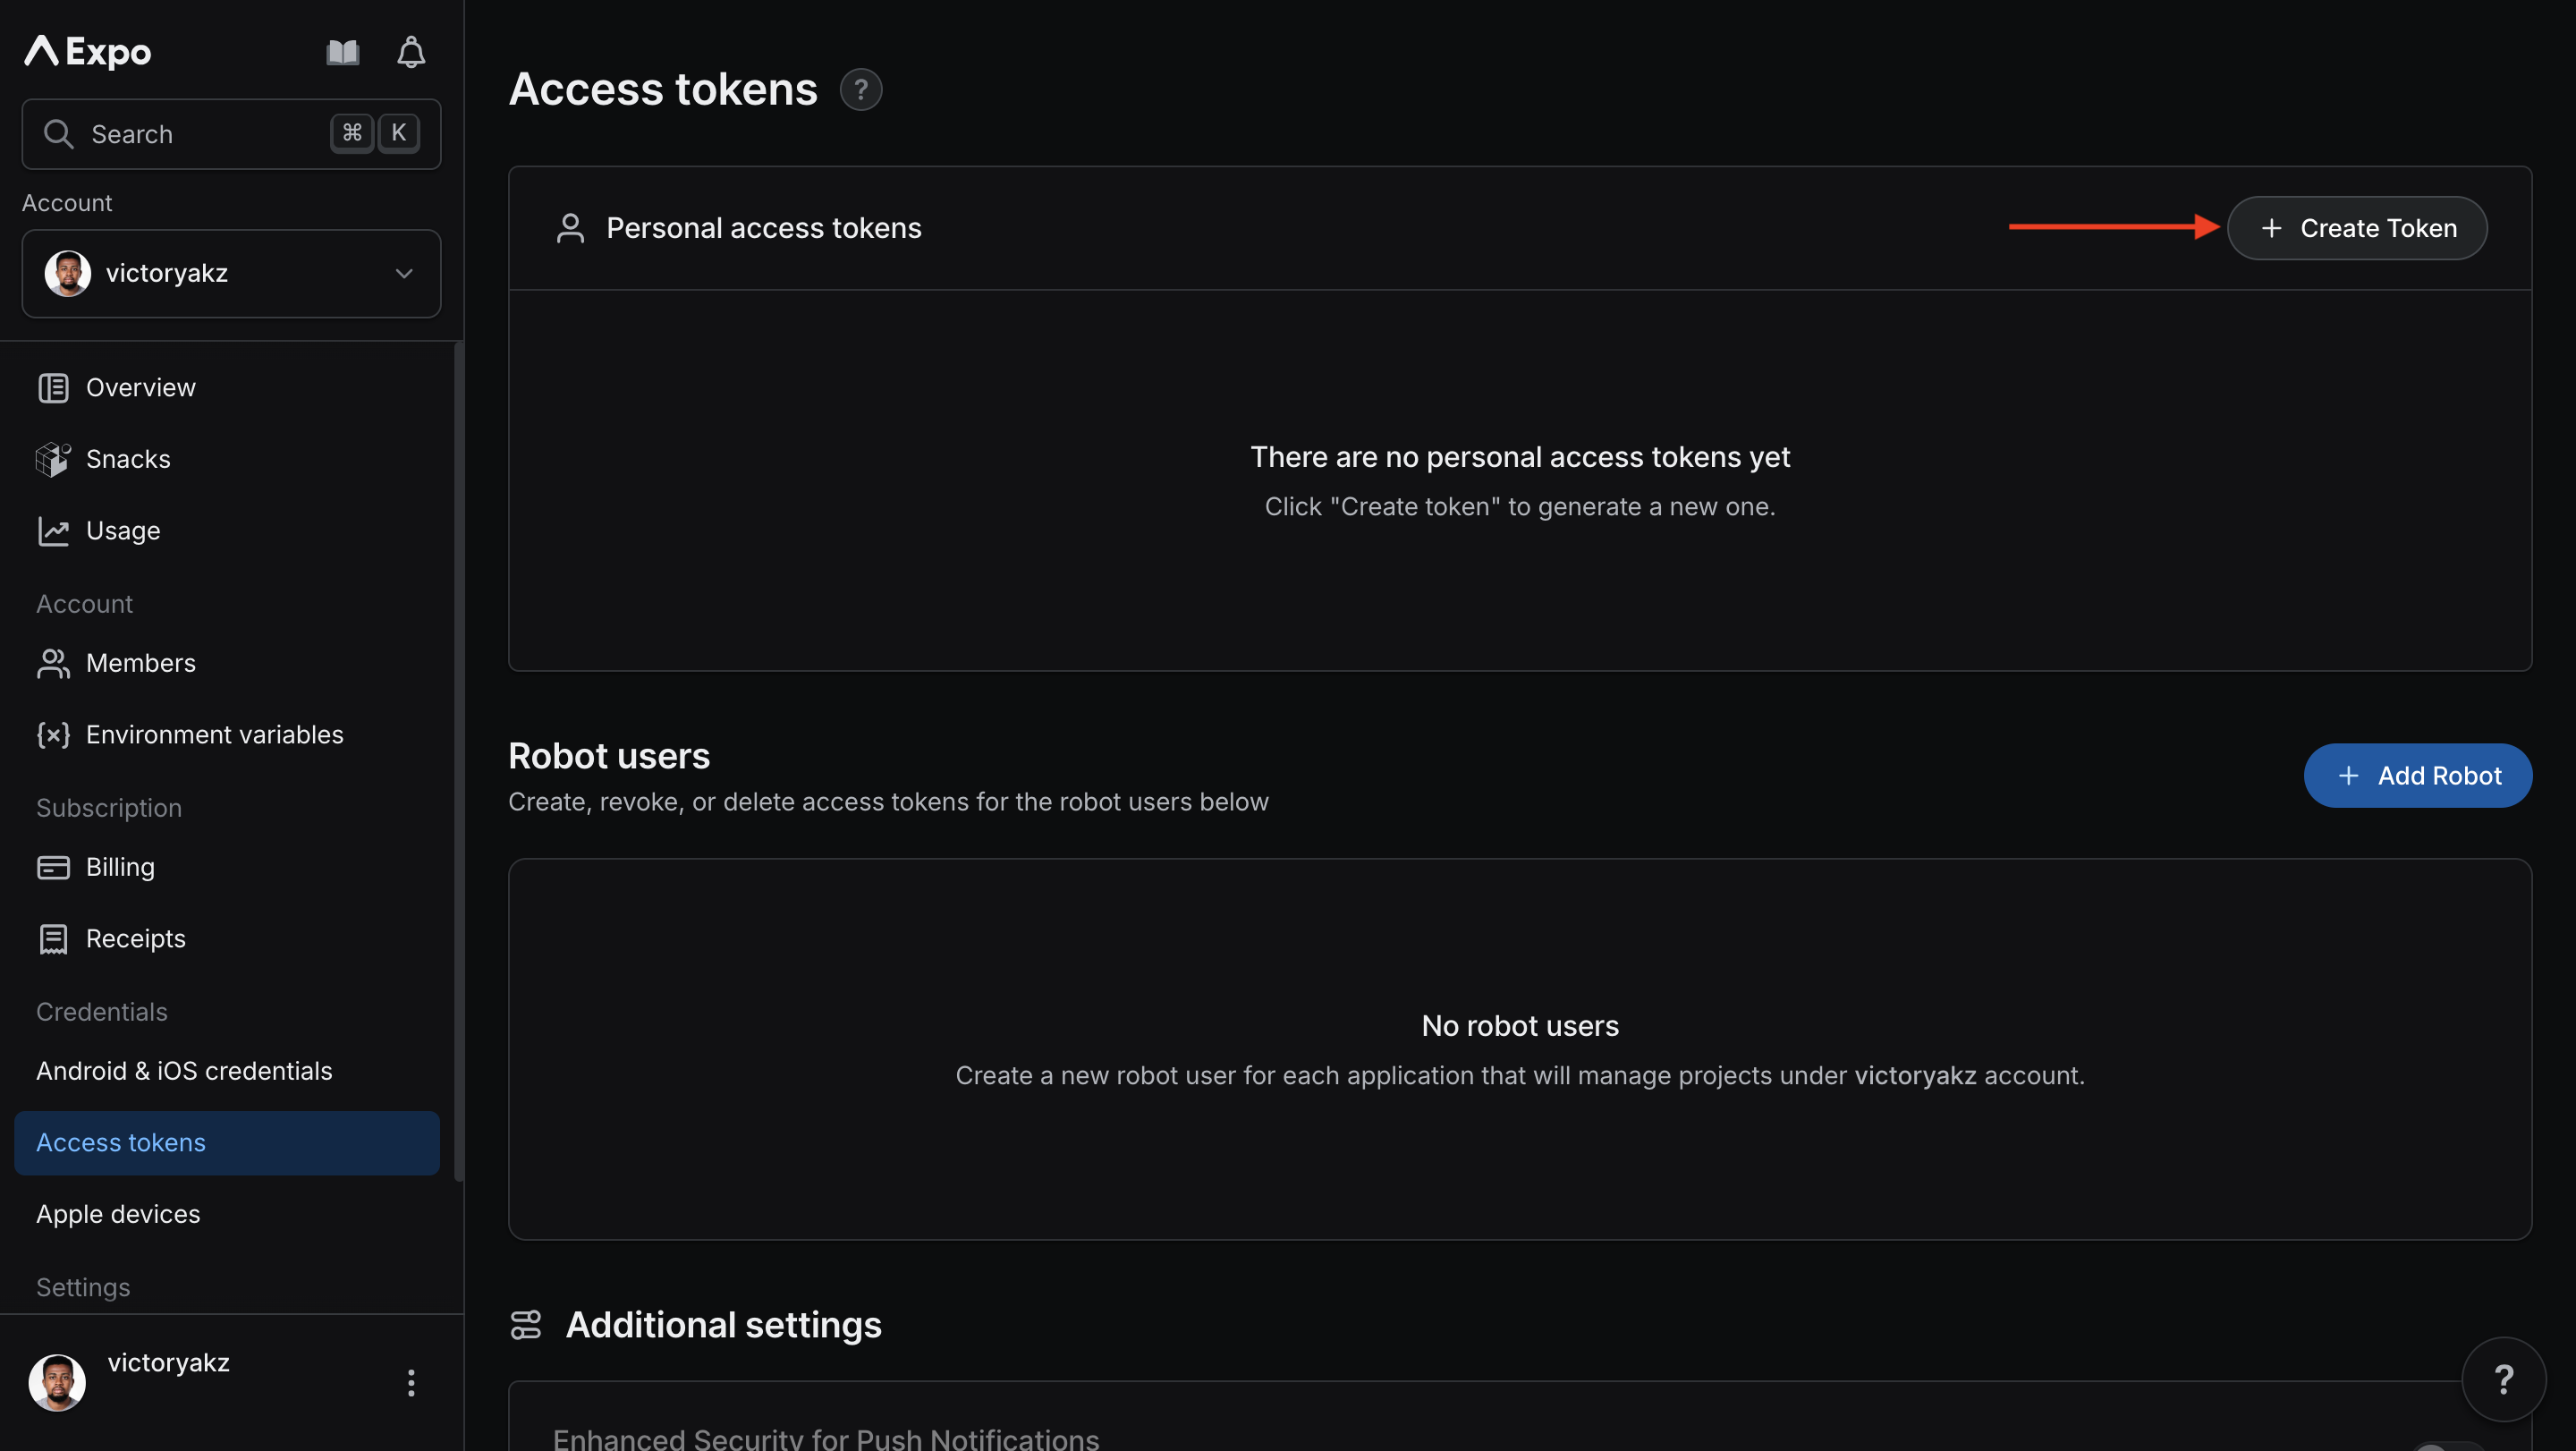 Expo
Search
⌘ K
Account
victoryakz
Overview
Snacks
Usage
Account
Members
Environment variables
Subscription
Billing
Receipts
Credentials
Android & iOS credentials
Access tokens
Apple devices
Settings
victoryakz
Access tokens ?
Personal access tokens
+ Create Token
There are no personal access tokens yet
Click "Create token" to generate a new one.
Robot users
Create, revoke, or delete access tokens for the robot users below
+ Add Robot
No robot users
Create a new robot user for each application that will manage projects under victoryakz account.
Additional settings
Enhanced Security for Push Notifications
?